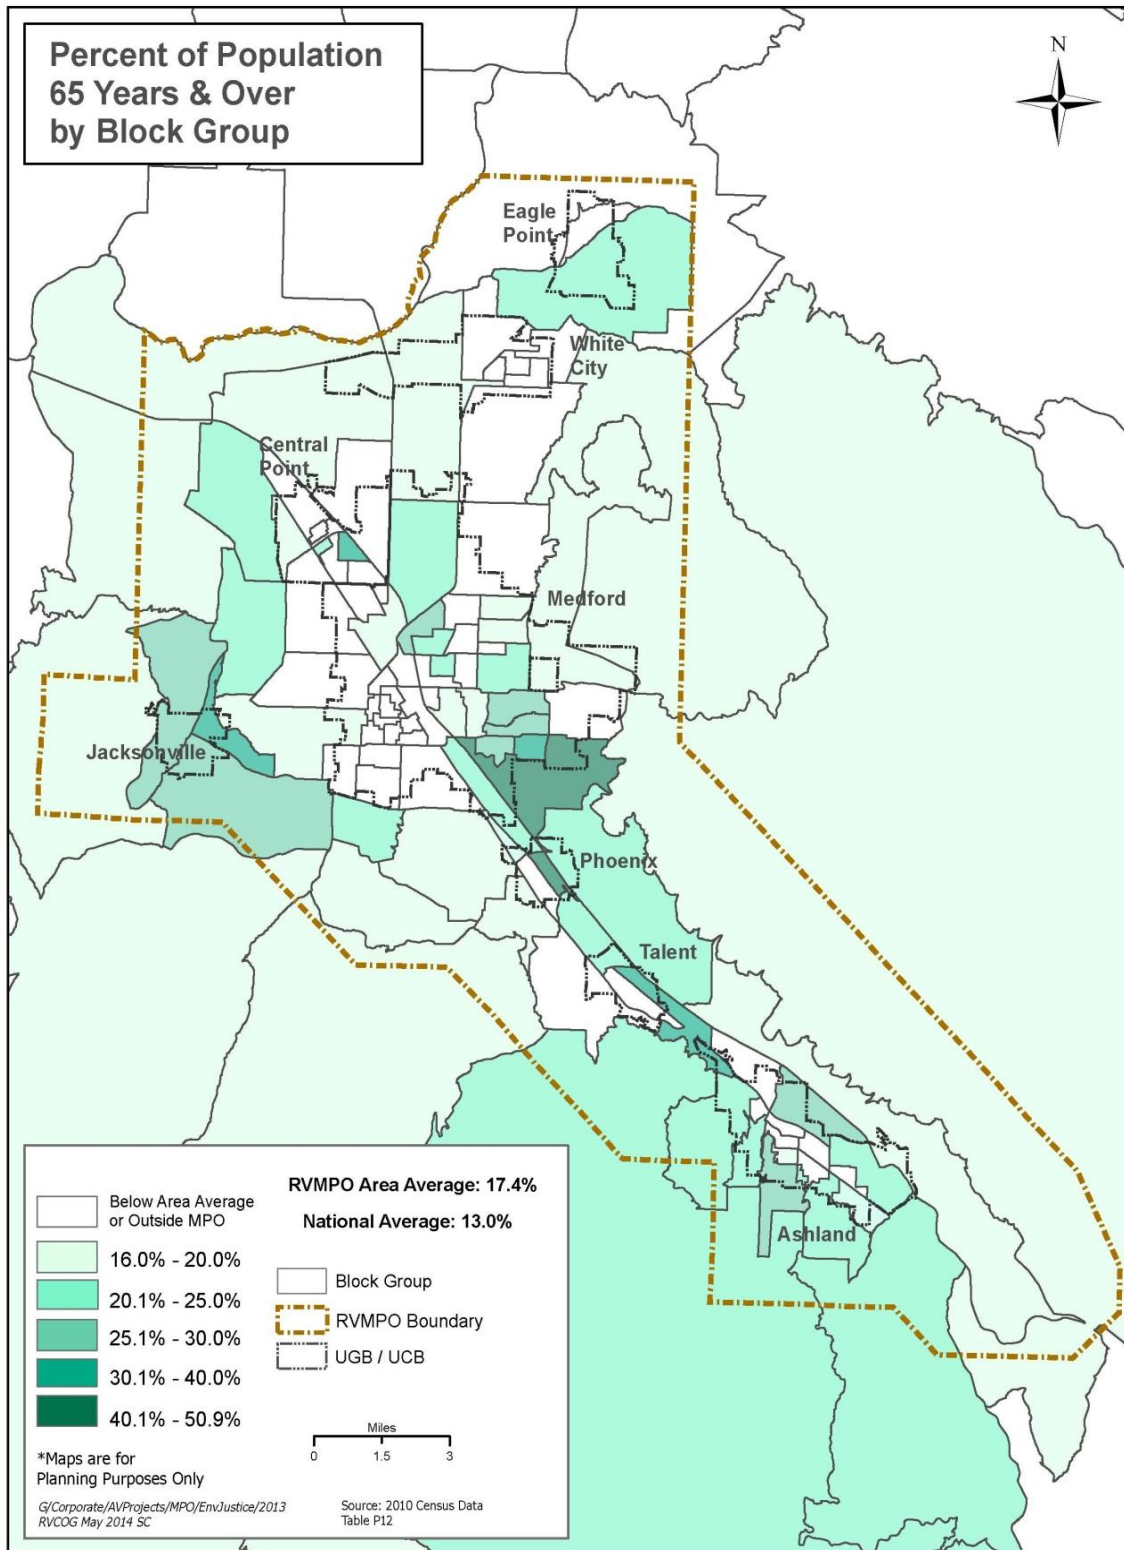 Percent of Population
65 Years & Over
by Block Group
N
Eagle
Point
White
City
Central
Point
Medford
Jacksonville
Phoenix
Talent
Ashland
Below Area Average
or Outside MPO
16.0% - 20.0%
20.1% - 25.0%
25.1% - 30.0%
30.1% - 40.0%
40.1% - 50.9%
*Maps are for
Planning Purposes Only
G/Corporate/AVProjects/MPO/EnvJustice/2013
RVCOG May 2014 SC
RVMPO Area Average: 17.4%
National Average: 13.0%
Block Group
RVMPO Boundary
UGB / UCB
Miles
0 1.5 3
Source: 2010 Census Data
Table P12